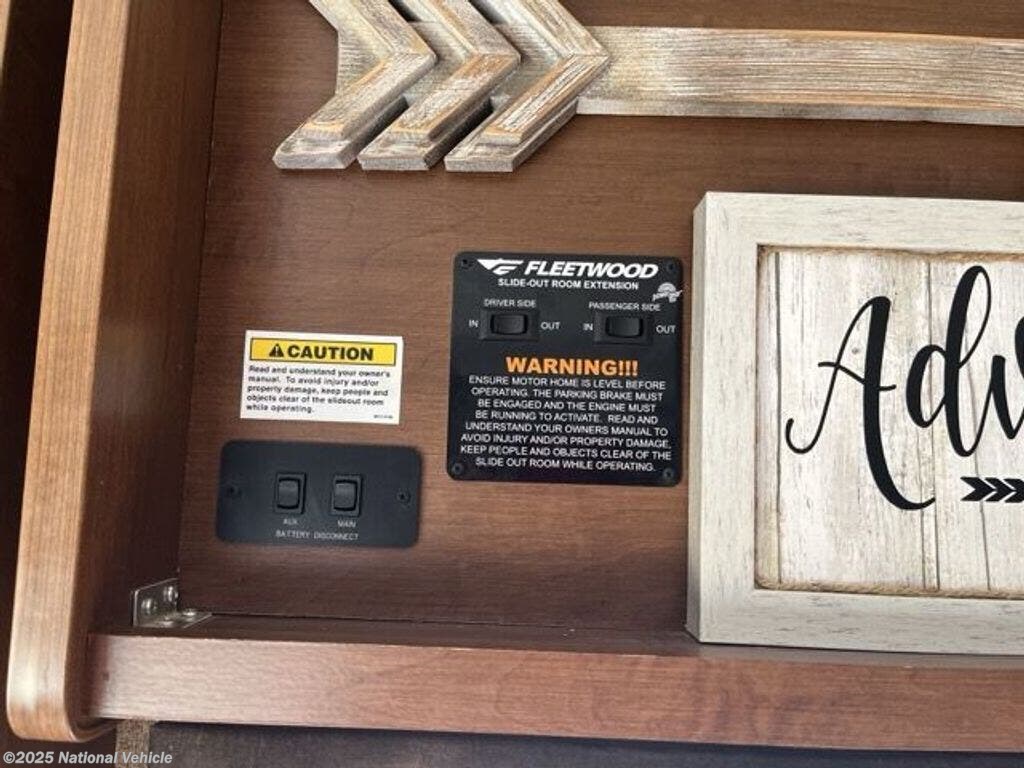 FLEETWOOD
SLIDE-OUT ROOM EXTENSION
DRIVER SIDE
PASSENGER SIDE
IN OUT IN OUT
WARNING!!!
ENSURE MOTOR HOME IS LEVEL BEFORE
OPERATING. THE PARKING BRAKE MUST
BE ENGAGED AND THE ENGINE MUST
BE RUNNING TO ACTIVATE. READ AND
UNDERSTAND YOUR OWNERS MANUAL TO
AVOID INJURY AND/OR PROPERTY DAMAGE,
KEEP PEOPLE AND OBJECTS CLEAR OF THE
SLIDE OUT ROOM WHILE OPERATING.
CAUTION
Read and understand your owner's
manual. To avoid injury and/or
property damage, keep people and
objects clear of the slideout room
while operating.
AUX MAIN
BATTERY DISCONNECT
Adv
©2025 National Vehicle